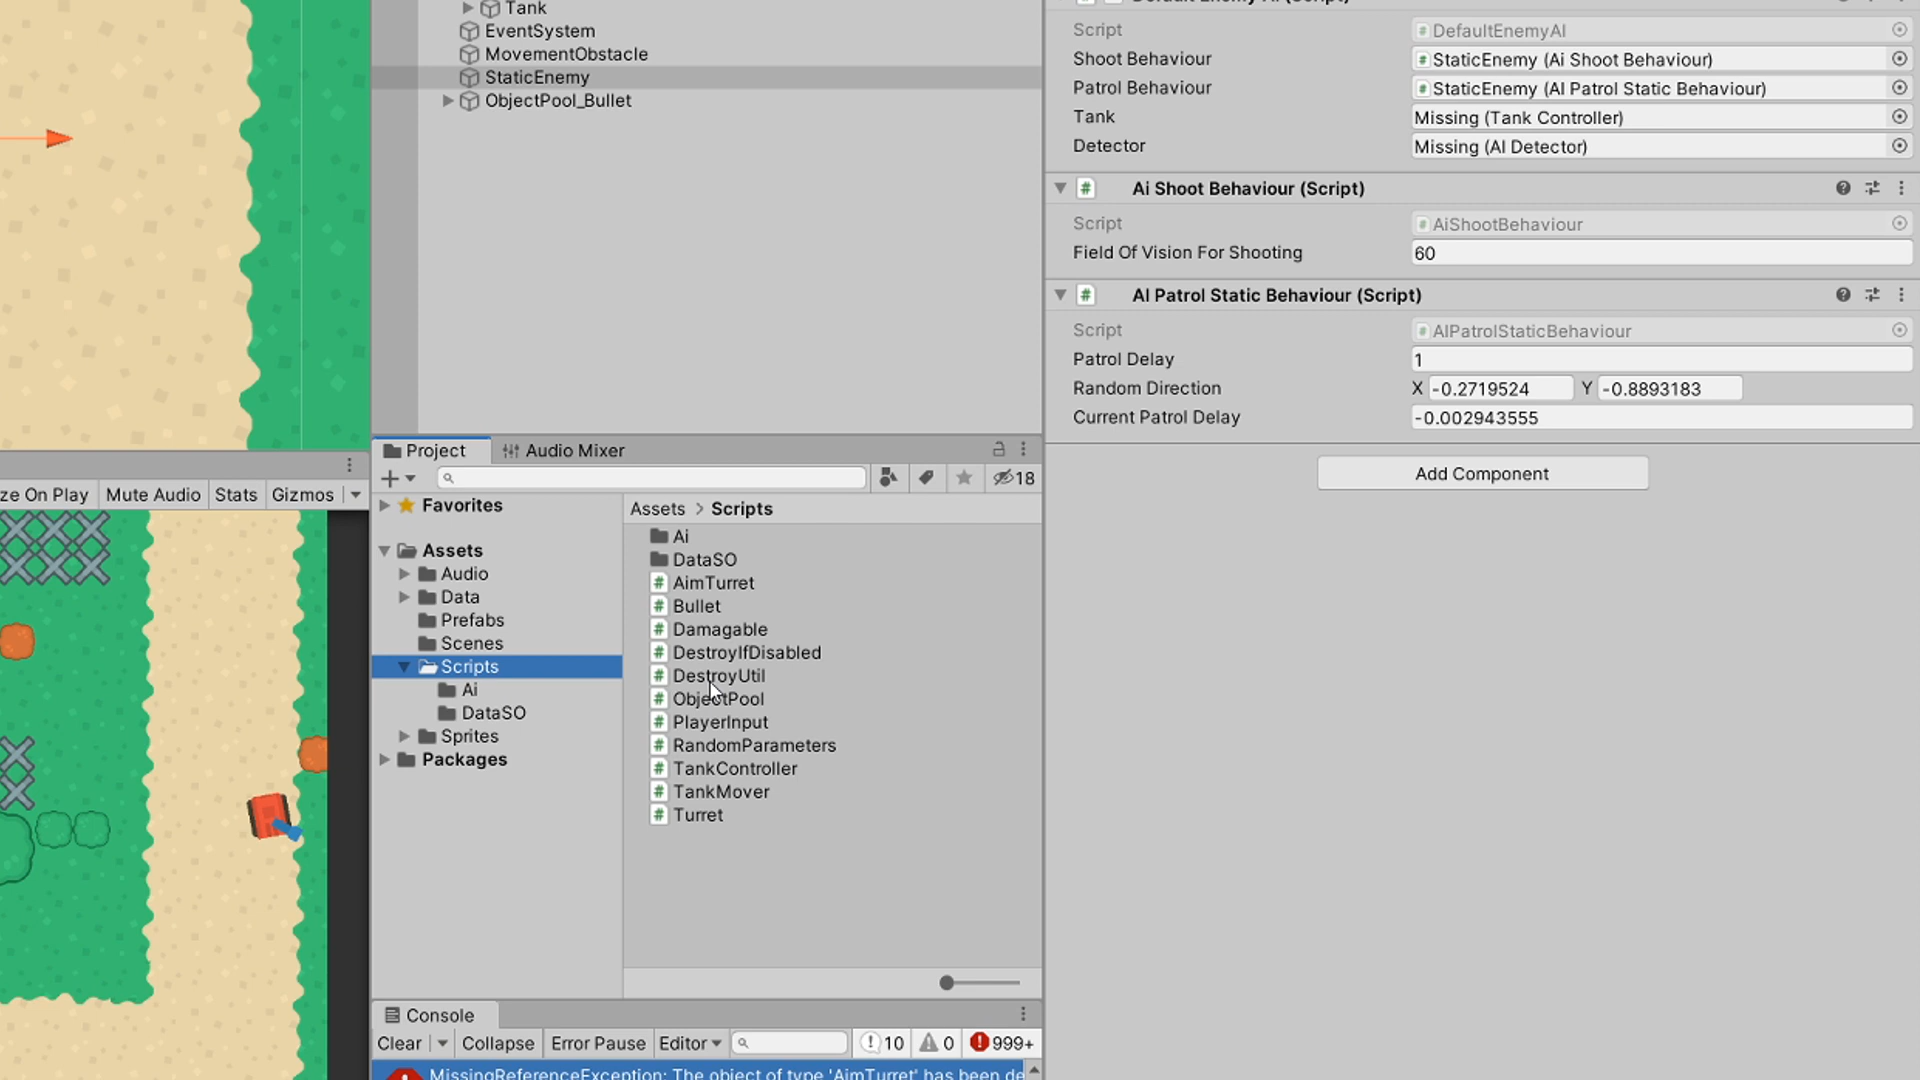 Tank
EventSystem
MovementObstacle
StaticEnemy
ObjectPool_Bullet
Default Enemy AI (Script)
Script
DefaultEnemyAI
Shoot Behaviour
StaticEnemy (Ai Shoot Behaviour)
Patrol Behaviour
StaticEnemy (AI Patrol Static Behaviour)
Tank
Missing (Tank Controller)
Detector
Missing (AI Detector)
Ai Shoot Behaviour (Script)
Script
AiShootBehaviour
Field Of Vision For Shooting
60
AI Patrol Static Behaviour (Script)
Script
AIPatrolStaticBehaviour
Patrol Delay
1
Random Direction
X -0.2719524 Y -0.8893183
Current Patrol Delay
-0.002943555
Add Component
Project
Audio Mixer
18
ze On Play
Mute Audio
Stats
Gizmos
Favorites
Assets
Audio
Data
Prefabs
Scenes
Scripts
Ai
DataSO
Sprites
Packages
Assets > Scripts
Ai
DataSO
AimTurret
Bullet
Damagable
DestroyIfDisabled
DestroyUtil
ObjectPool
PlayerInput
RandomParameters
TankController
TankMover
Turret
Console
Clear
Collapse
Error Pause
Editor
10
0
999+
MissingReferenceException: The object of type 'AimTurret' has been de